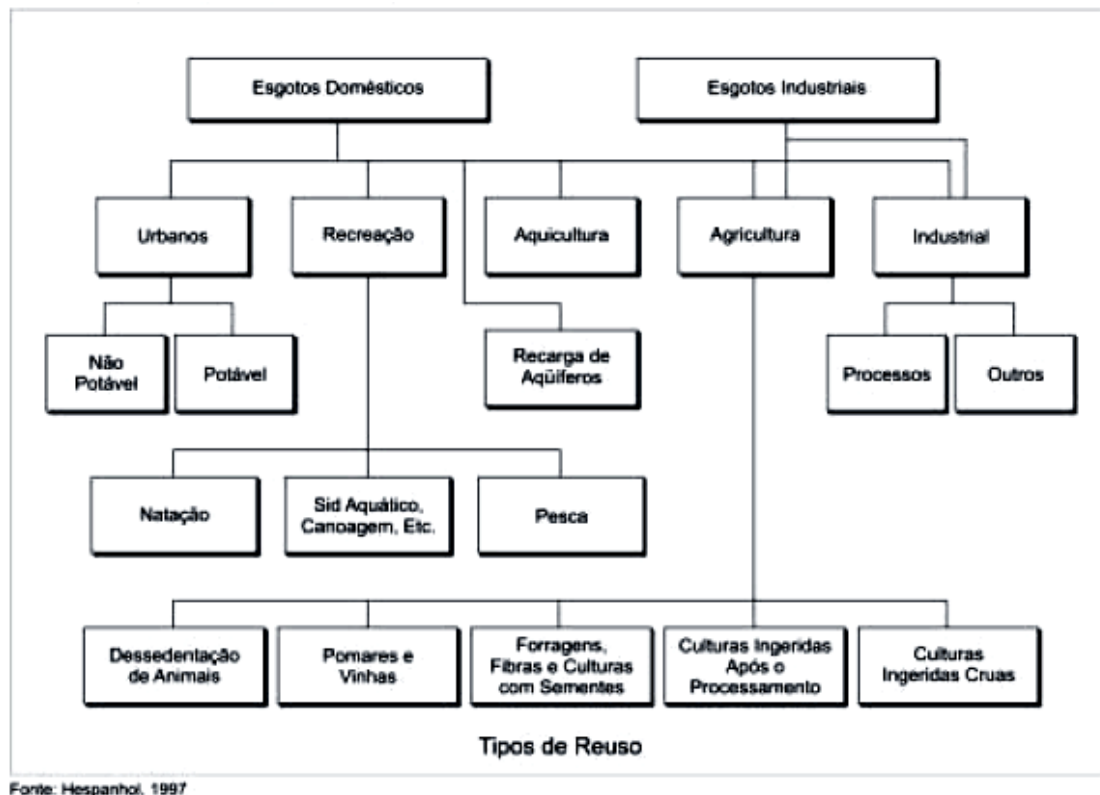 Esgotos Domésticos
Esgotos Industriais
Urbanos
Recreação
Aquicultura
Agricultura
Industrial
Não
Potável
Potável
Recarga de
Aqüíferos
Processos
Outros
Natação
Sid Aquático,
Canoagem, Etc.
Pesca
Dessedentação
de Animais
Pomares e
Vinhas
Forragens,
Fibras e Culturas
com Sementes
Culturas Ingeridas
Após o
Processamento
Culturas
Ingeridas Cruas
Tipos de Reuso
Fonte: Hespanhol, 1997